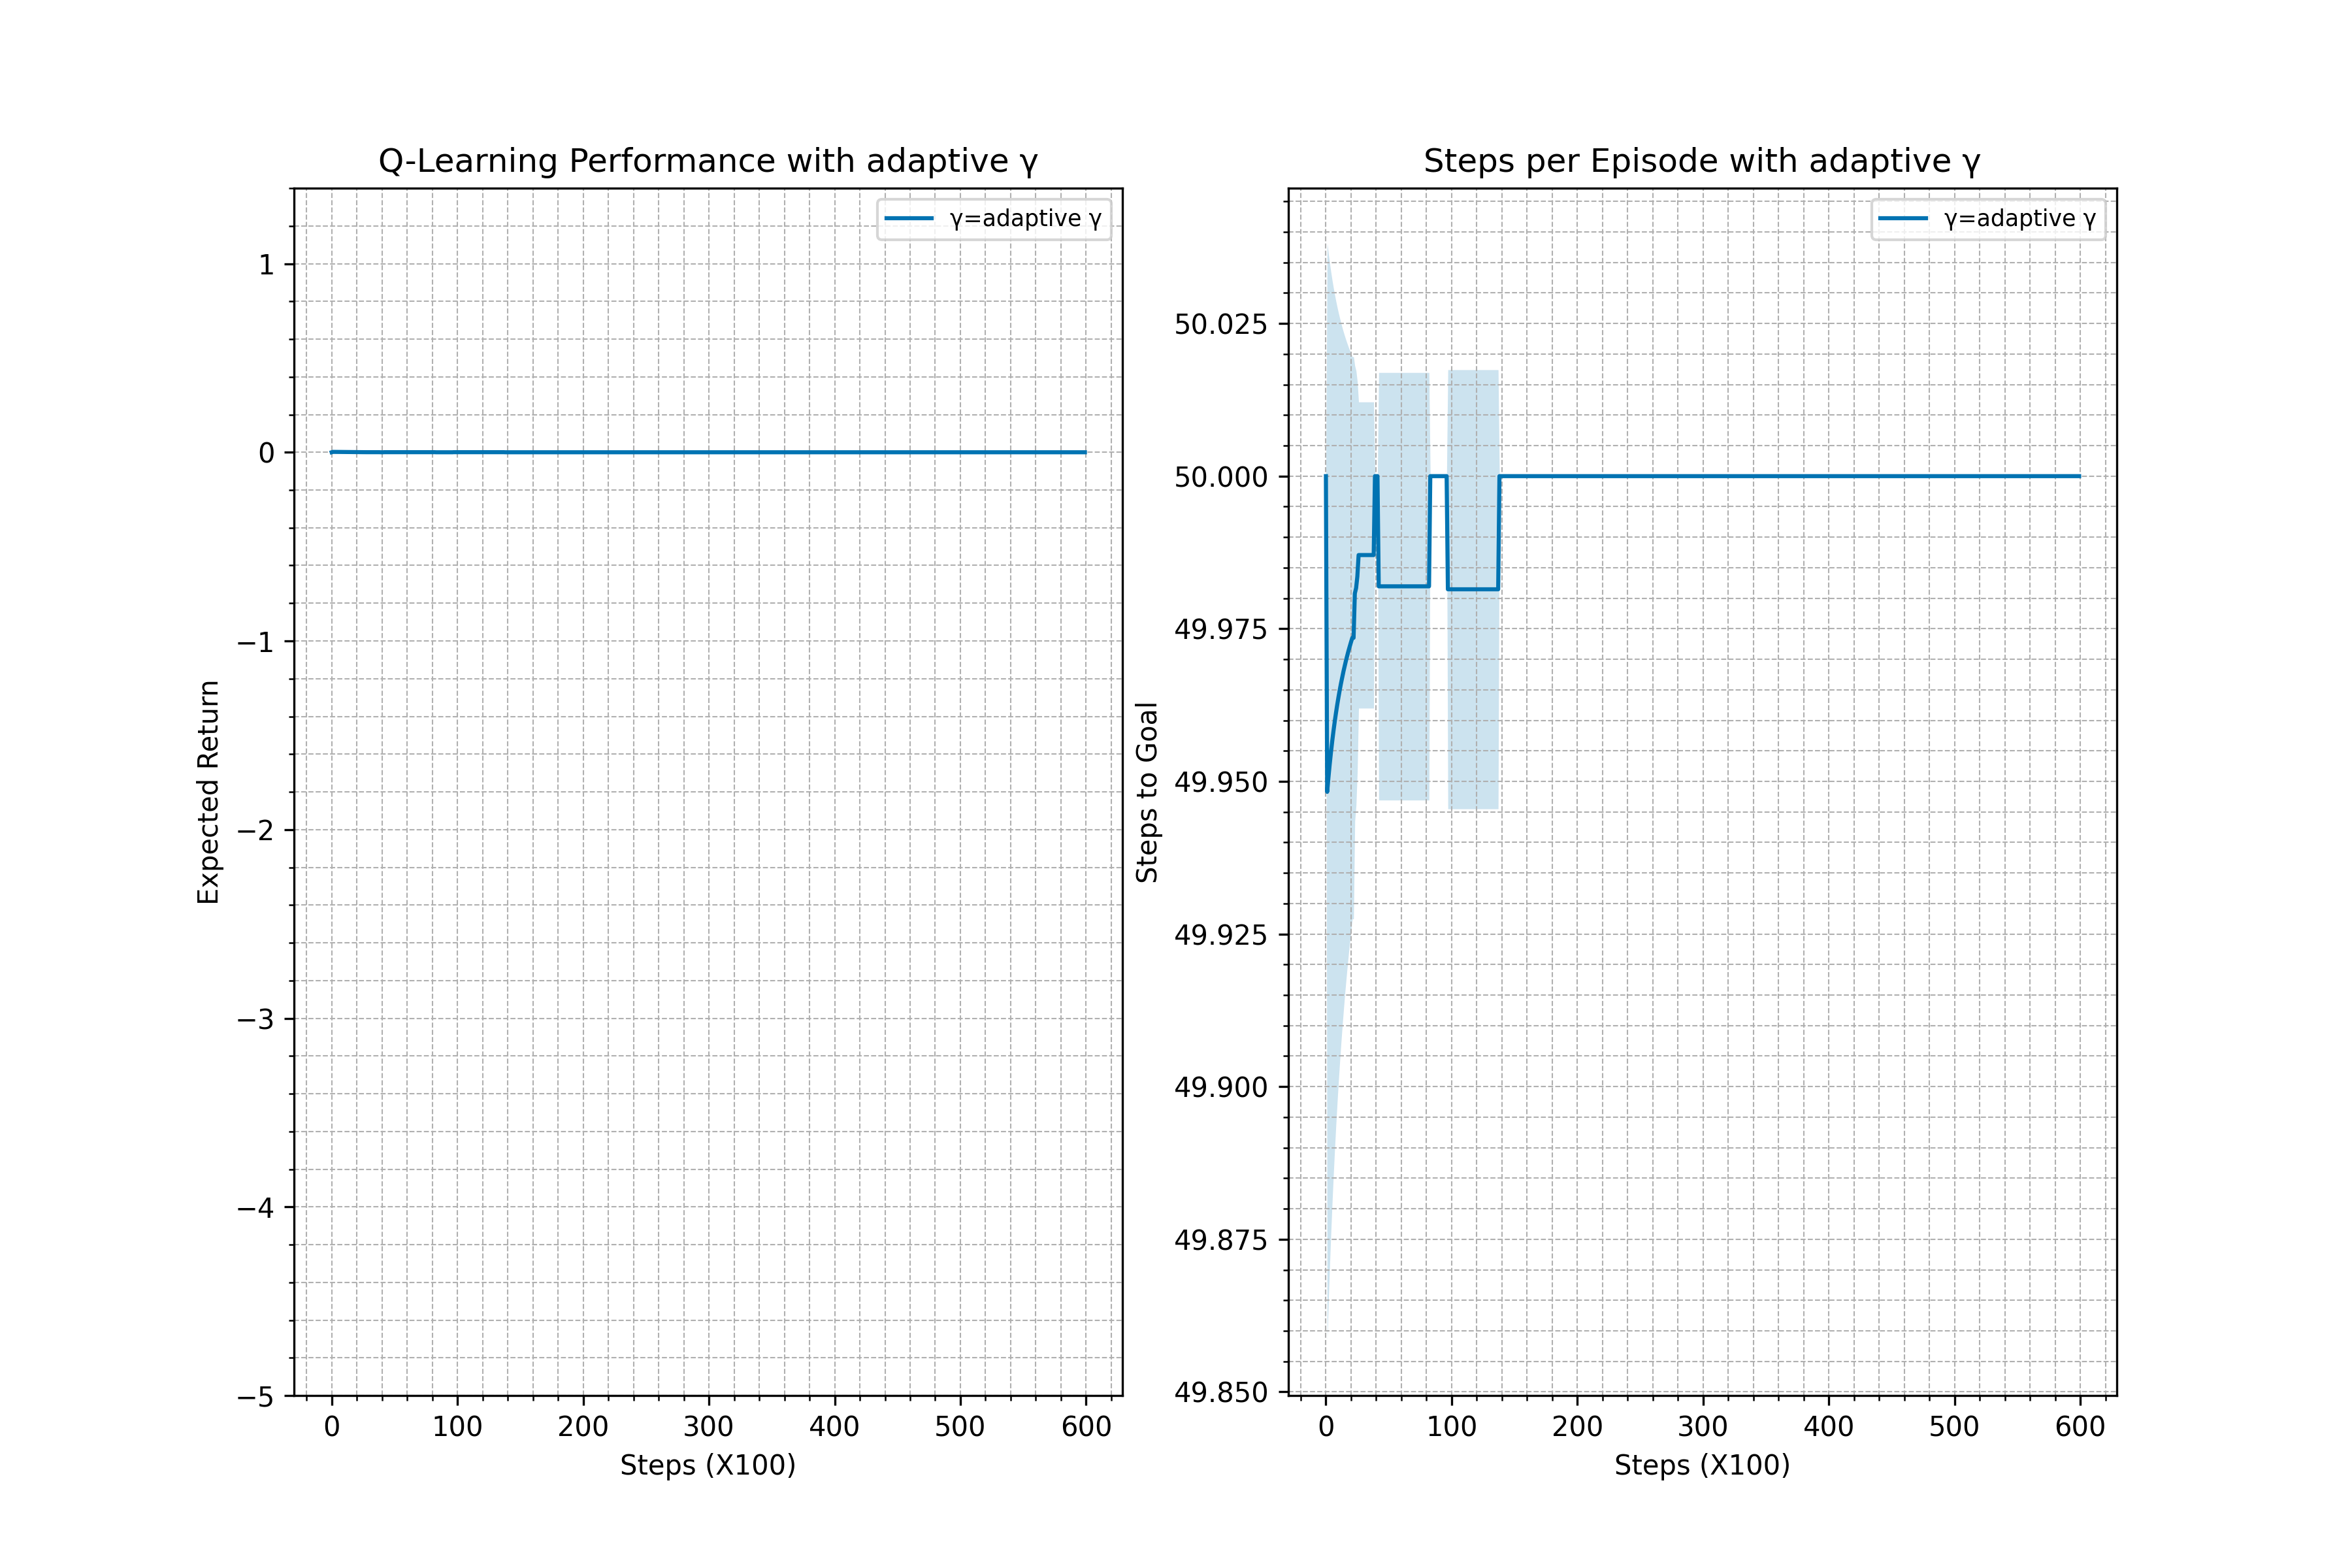 Q-Learning Performance with adaptive γ
γ=adaptive γ
1
0
−1
−2
−3
−4
−5
Expected Return
0 100 200 300 400 500 600
Steps (X100)
Steps per Episode with adaptive γ
γ=adaptive γ
50.025
50.000
49.975
49.950
49.925
49.900
49.875
49.850
Steps to Goal
0 100 200 300 400 500 600
Steps (X100)